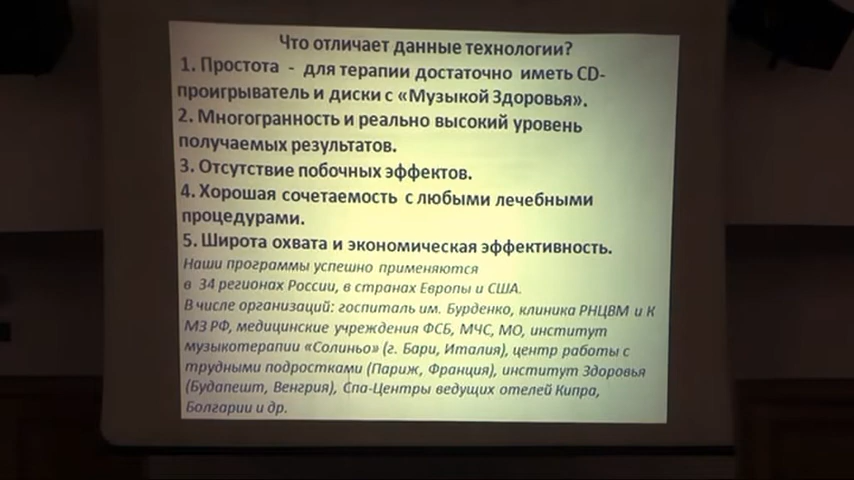 Что отличает данные технологии?
1. Простота - для терапии достаточно иметь CD-
проигрыватель и диски с «Музыкой Здоровья».
2. Многогранность и реально высокий уровень
получаемых результатов.
3. Отсутствие побочных эффектов.
4. Хорошая сочетаемость с любыми лечебными
процедурами.
5. Широта охвата и экономическая эффективность.
Наши программы успешно применяются
в 34 регионах России, в странах Европы и США.
В числе организаций: госпиталь им. Бурденко, клиника РНЦВМ и К
МЗ РФ, медицинские учреждения ФСБ, МЧС, МО, институт
музыкотерапии «Солиньо» (г. Бари, Италия), центр работы с
трудными подростками (Париж, Франция), институт Здоровья
(Будапешт, Венгрия), Спа-Центры ведущих отелей Кипра,
Болгарии и др.